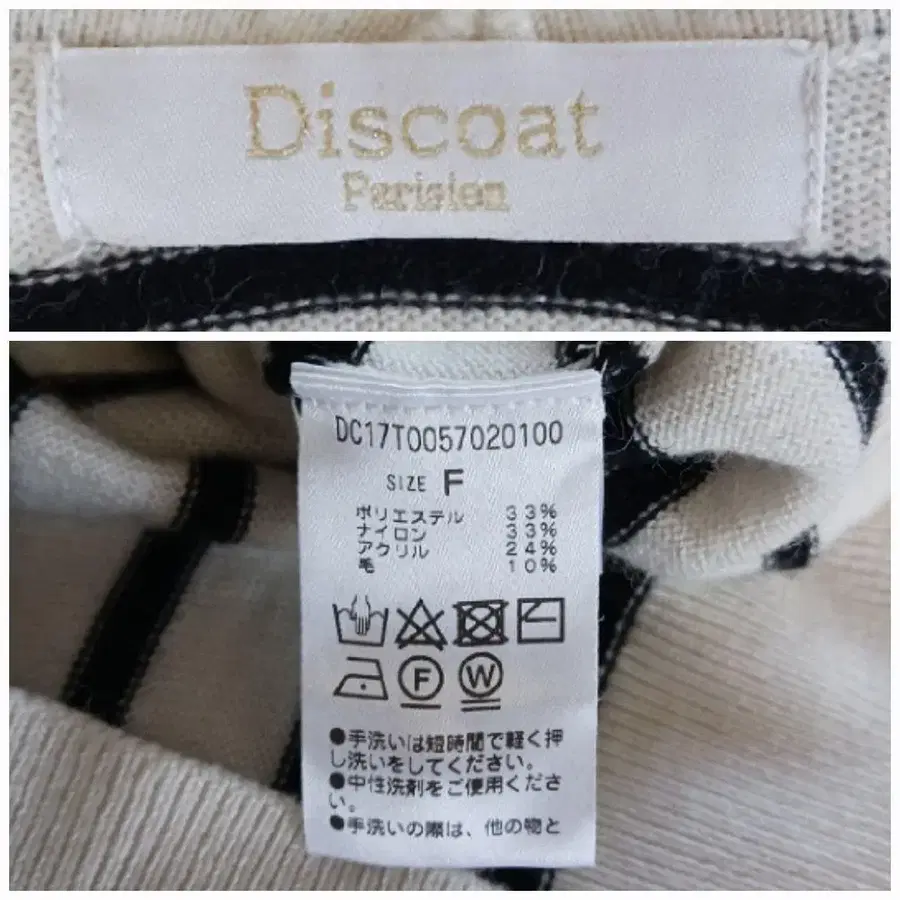 Discoat
Parisien
DC17T0057020100
SIZE F
ポリエステル 33%
ナイロン 33%
アクリル 24%
毛 10%
F W
●手洗いは短時間で軽く押
し洗いをしてください。
●中性洗剤をご使用くださ
い。
●手洗いの際は、他の物と